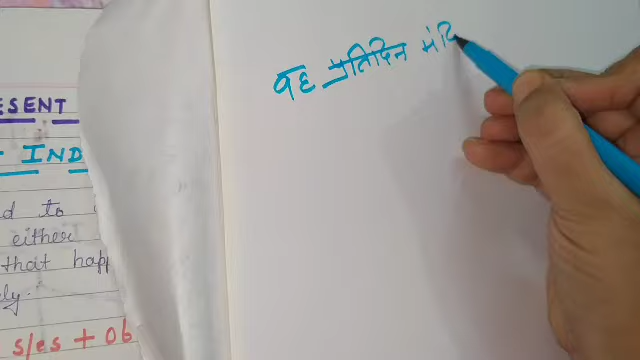 वह प्रतिदिन मंदि
ESENT
IND
d to
either
that happ
ly.
s/es + Ob